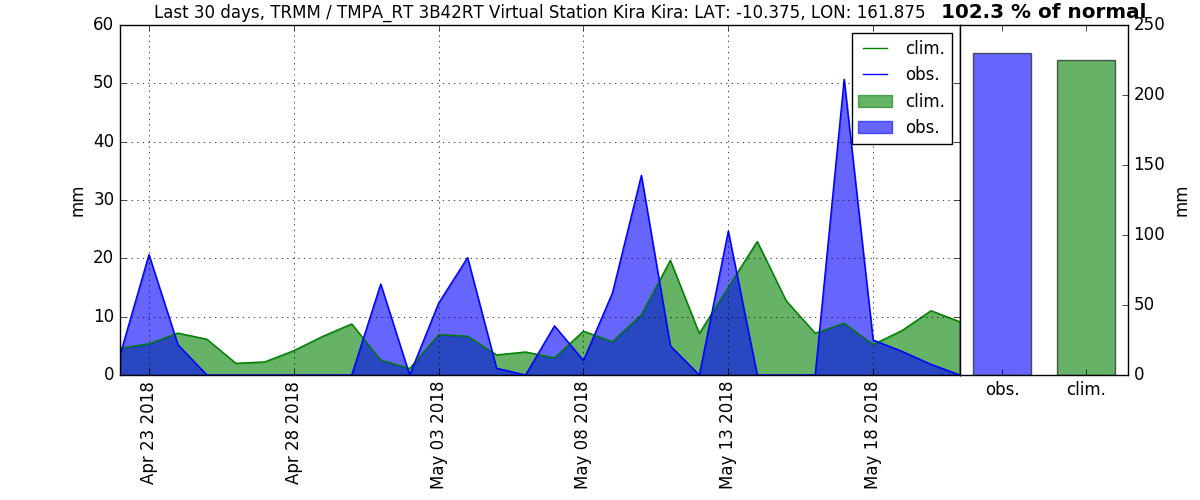 Last 30 days, TRMM / TMPA_RT 3B42RT Virtual Station Kira Kira: LAT: -10.375, LON: 161.875 102.3 % of normal
60
50
40
30
20
10
0
mm
clim.
obs.
clim.
obs.
Apr 23 2018
Apr 28 2018
May 03 2018
May 08 2018
May 13 2018
May 18 2018
250
200
150
100
50
0
mm
obs.
clim.